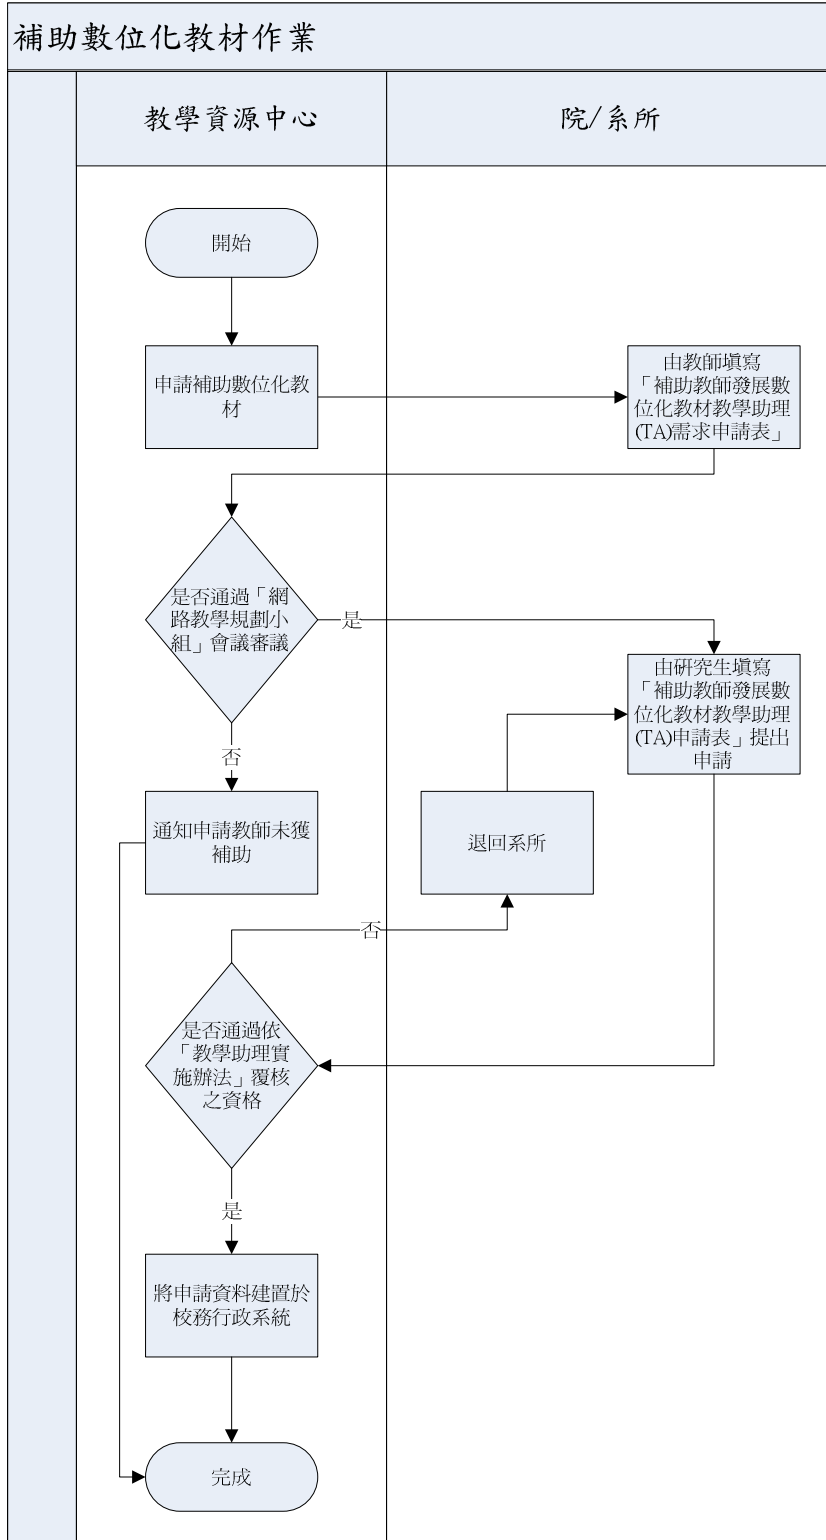 補助數位化教材作業
教學資源中心
院/系所
開始
申請補助數位化教
材
由教師填寫
「補助教師發展數
位化教材教學助理
(TA)需求申請表」
是否通過「網
路教學規劃小
組」會議審議
是
由研究生填寫
「補助教師發展數
位化教材教學助理
(TA)申請表」提出
申請
否
通知申請教師未獲
補助
退回系所
否
是否通過依
「教學助理實
施辦法」覆核
之資格
是
將申請資料建置於
校務行政系統
完成